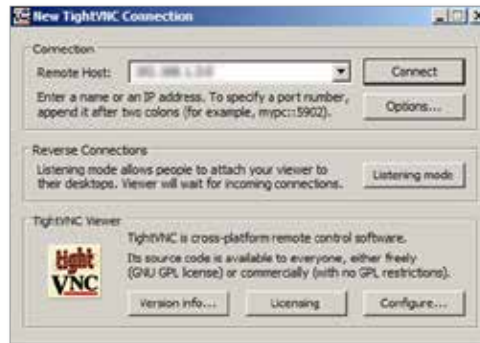 New TightVNC Connection
Connection
Remote Host:
Connect
Enter a name or an IP address. To specify a port number,
append it after two colons (for example, mypc::5902).
Options...
Reverse Connections
Listening mode allows people to attach your viewer to
their desktops. Viewer will wait for incoming connections.
Listening mode
TightVNC Viewer
TightVNC is cross-platform remote control software.
Its source code is available to everyone, either freely
(GNU GPL license) or commercially (with no GPL restrictions).
tight
VNC
Version info...
Licensing
Configure...